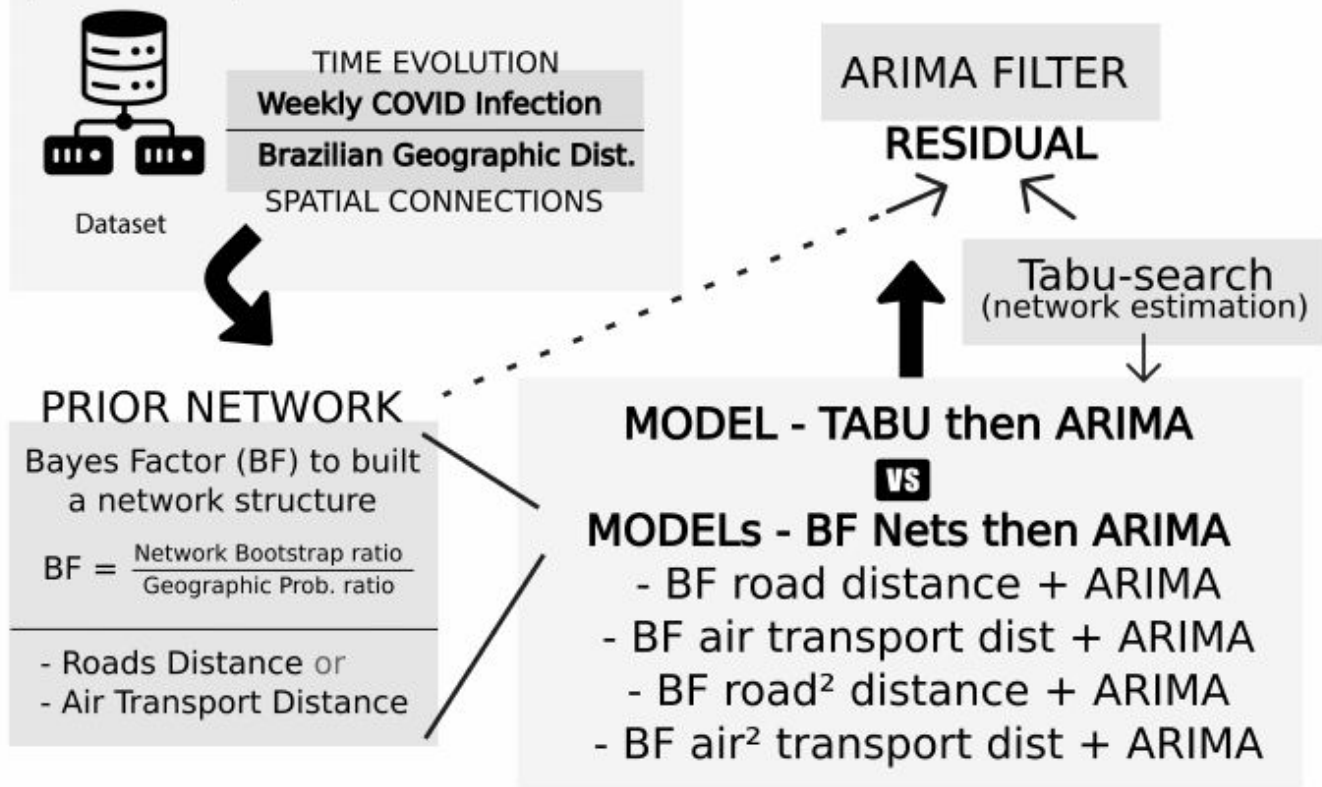 TIME EVOLUTION
Weekly COVID Infection
Brazilian Geographic Dist.
SPATIAL CONNECTIONS
Dataset
ARIMA FILTER
RESIDUAL
Tabu-search
(network estimation)
PRIOR NETWORK
Bayes Factor (BF) to built
a network structure
BF = Network Bootstrap ratio
Geographic Prob. ratio
- Roads Distance or
- Air Transport Distance
MODEL - TABU then ARIMA
VS
MODELs - BF Nets then ARIMA
- BF road distance + ARIMA
- BF air transport dist + ARIMA
- BF road² distance + ARIMA
- BF air² transport dist + ARIMA